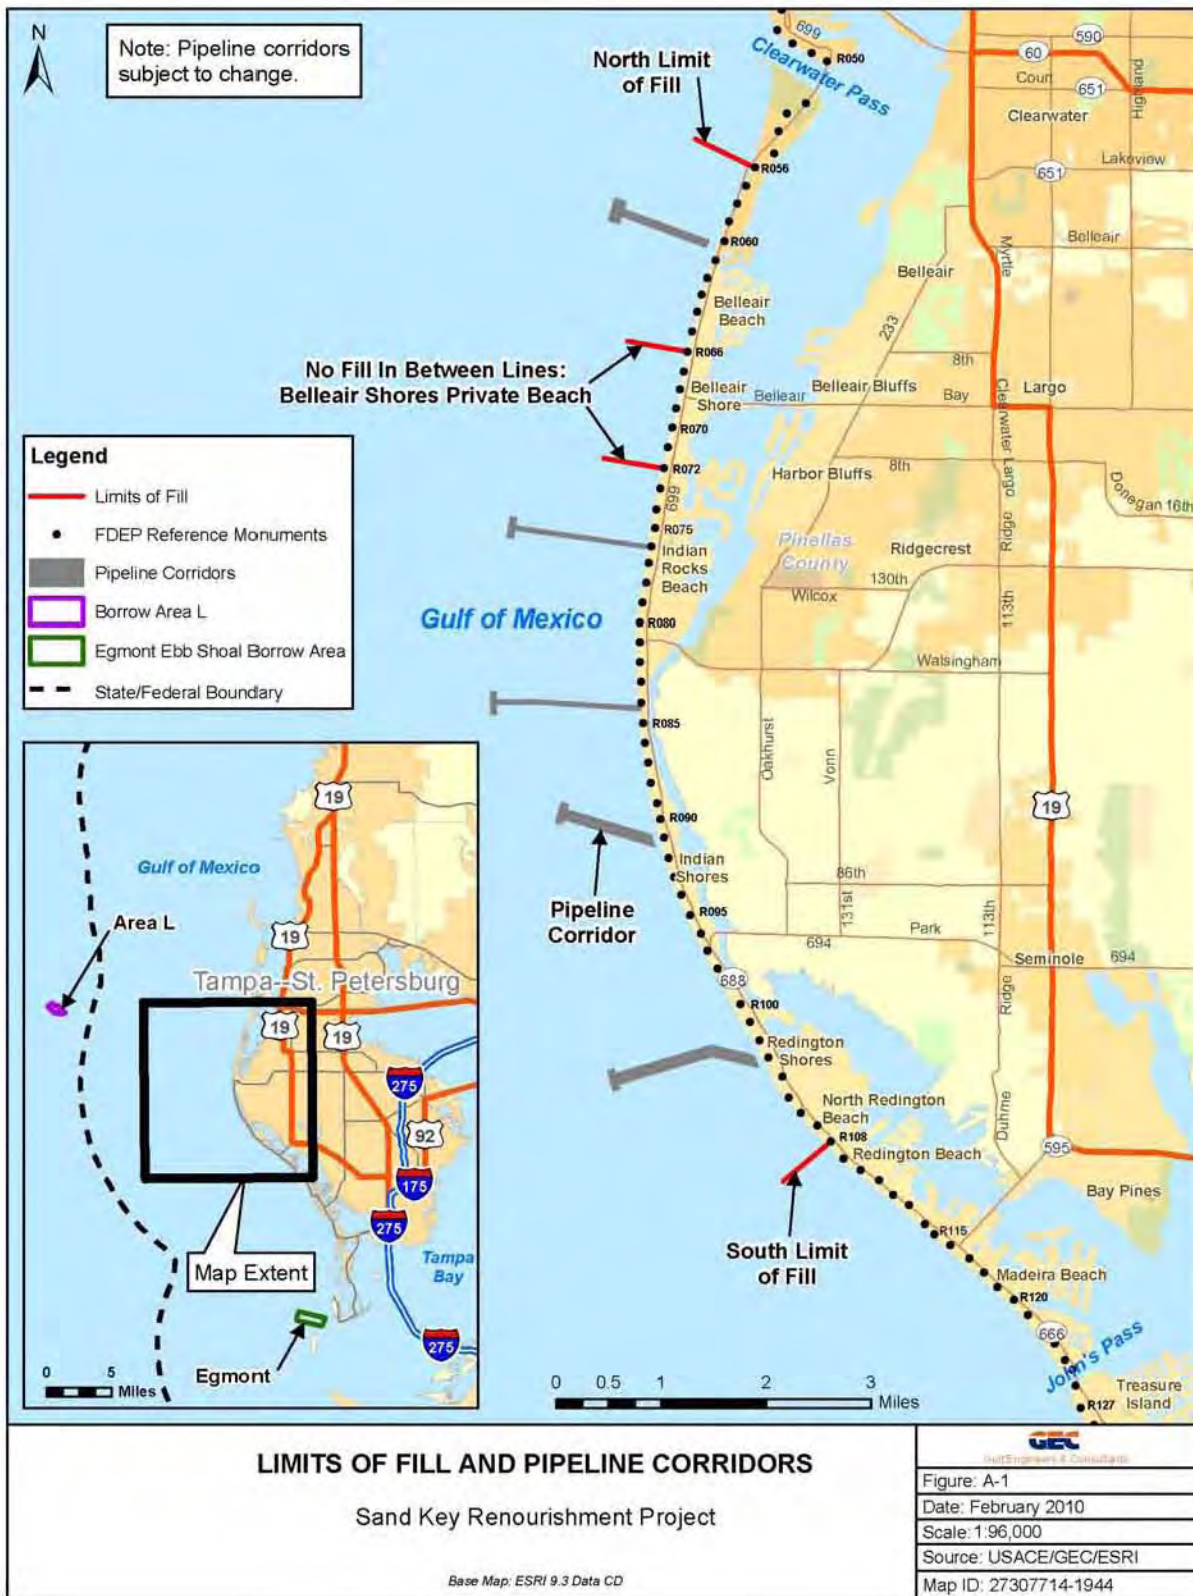 N
Note: Pipeline corridors
subject to change.
699
R050
Clearwater Pass
North Limit
of Fill
590
60
Court
651
Highland
Clearwater
Lakeview
651
R056
R060
Belleair
Myrtle
Belleair
Belleair
Beach
233
R066
8th
No Fill In Between Lines:
Belleair Shores Private Beach
Belleair
Shore
Belleair
Belleair Bluffs
Bay
Largo
R070
Clearwater Largo
R072
Harbor Bluffs
8th
Donegan 16th
699
Legend
Limits of Fill
FDEP Reference Monuments
Pipeline Corridors
Borrow Area L
Egmont Ebb Shoal Borrow Area
State/Federal Boundary
R075
Indian
Rocks
Beach
Pinellas
County
Ridgecrest
Ridge
130th
Wilcox
113th
Gulf of Mexico
R080
Walsingham
R085
Oakhurst
Vonn
19
R090
Indian
Shores
86th
Pipeline
Corridor
R095
131st
113th
Park
694
Seminole
694
688
R100
Ridge
Redington
Shores
North Redington
Beach
Duhme
R108
Redington Beach
595
Bay Pines
South Limit
of Fill
R115
Madeira Beach
R120
666
John's Pass
Treasure
Island
R127
19
Gulf of Mexico
Area L
19
Tampa--St. Petersburg
19
19
275
92
175
275
Map Extent
Tampa
Bay
275
Egmont
0 5
Miles
0 0.5 1 2 3
Miles
LIMITS OF FILL AND PIPELINE CORRIDORS
Sand Key Renourishment Project
Base Map: ESRI 9.3 Data CD
GEC
Gulf Engineers & Consultants
Figure: A-1
Date: February 2010
Scale: 1:96,000
Source: USACE/GEC/ESRI
Map ID: 27307714-1944